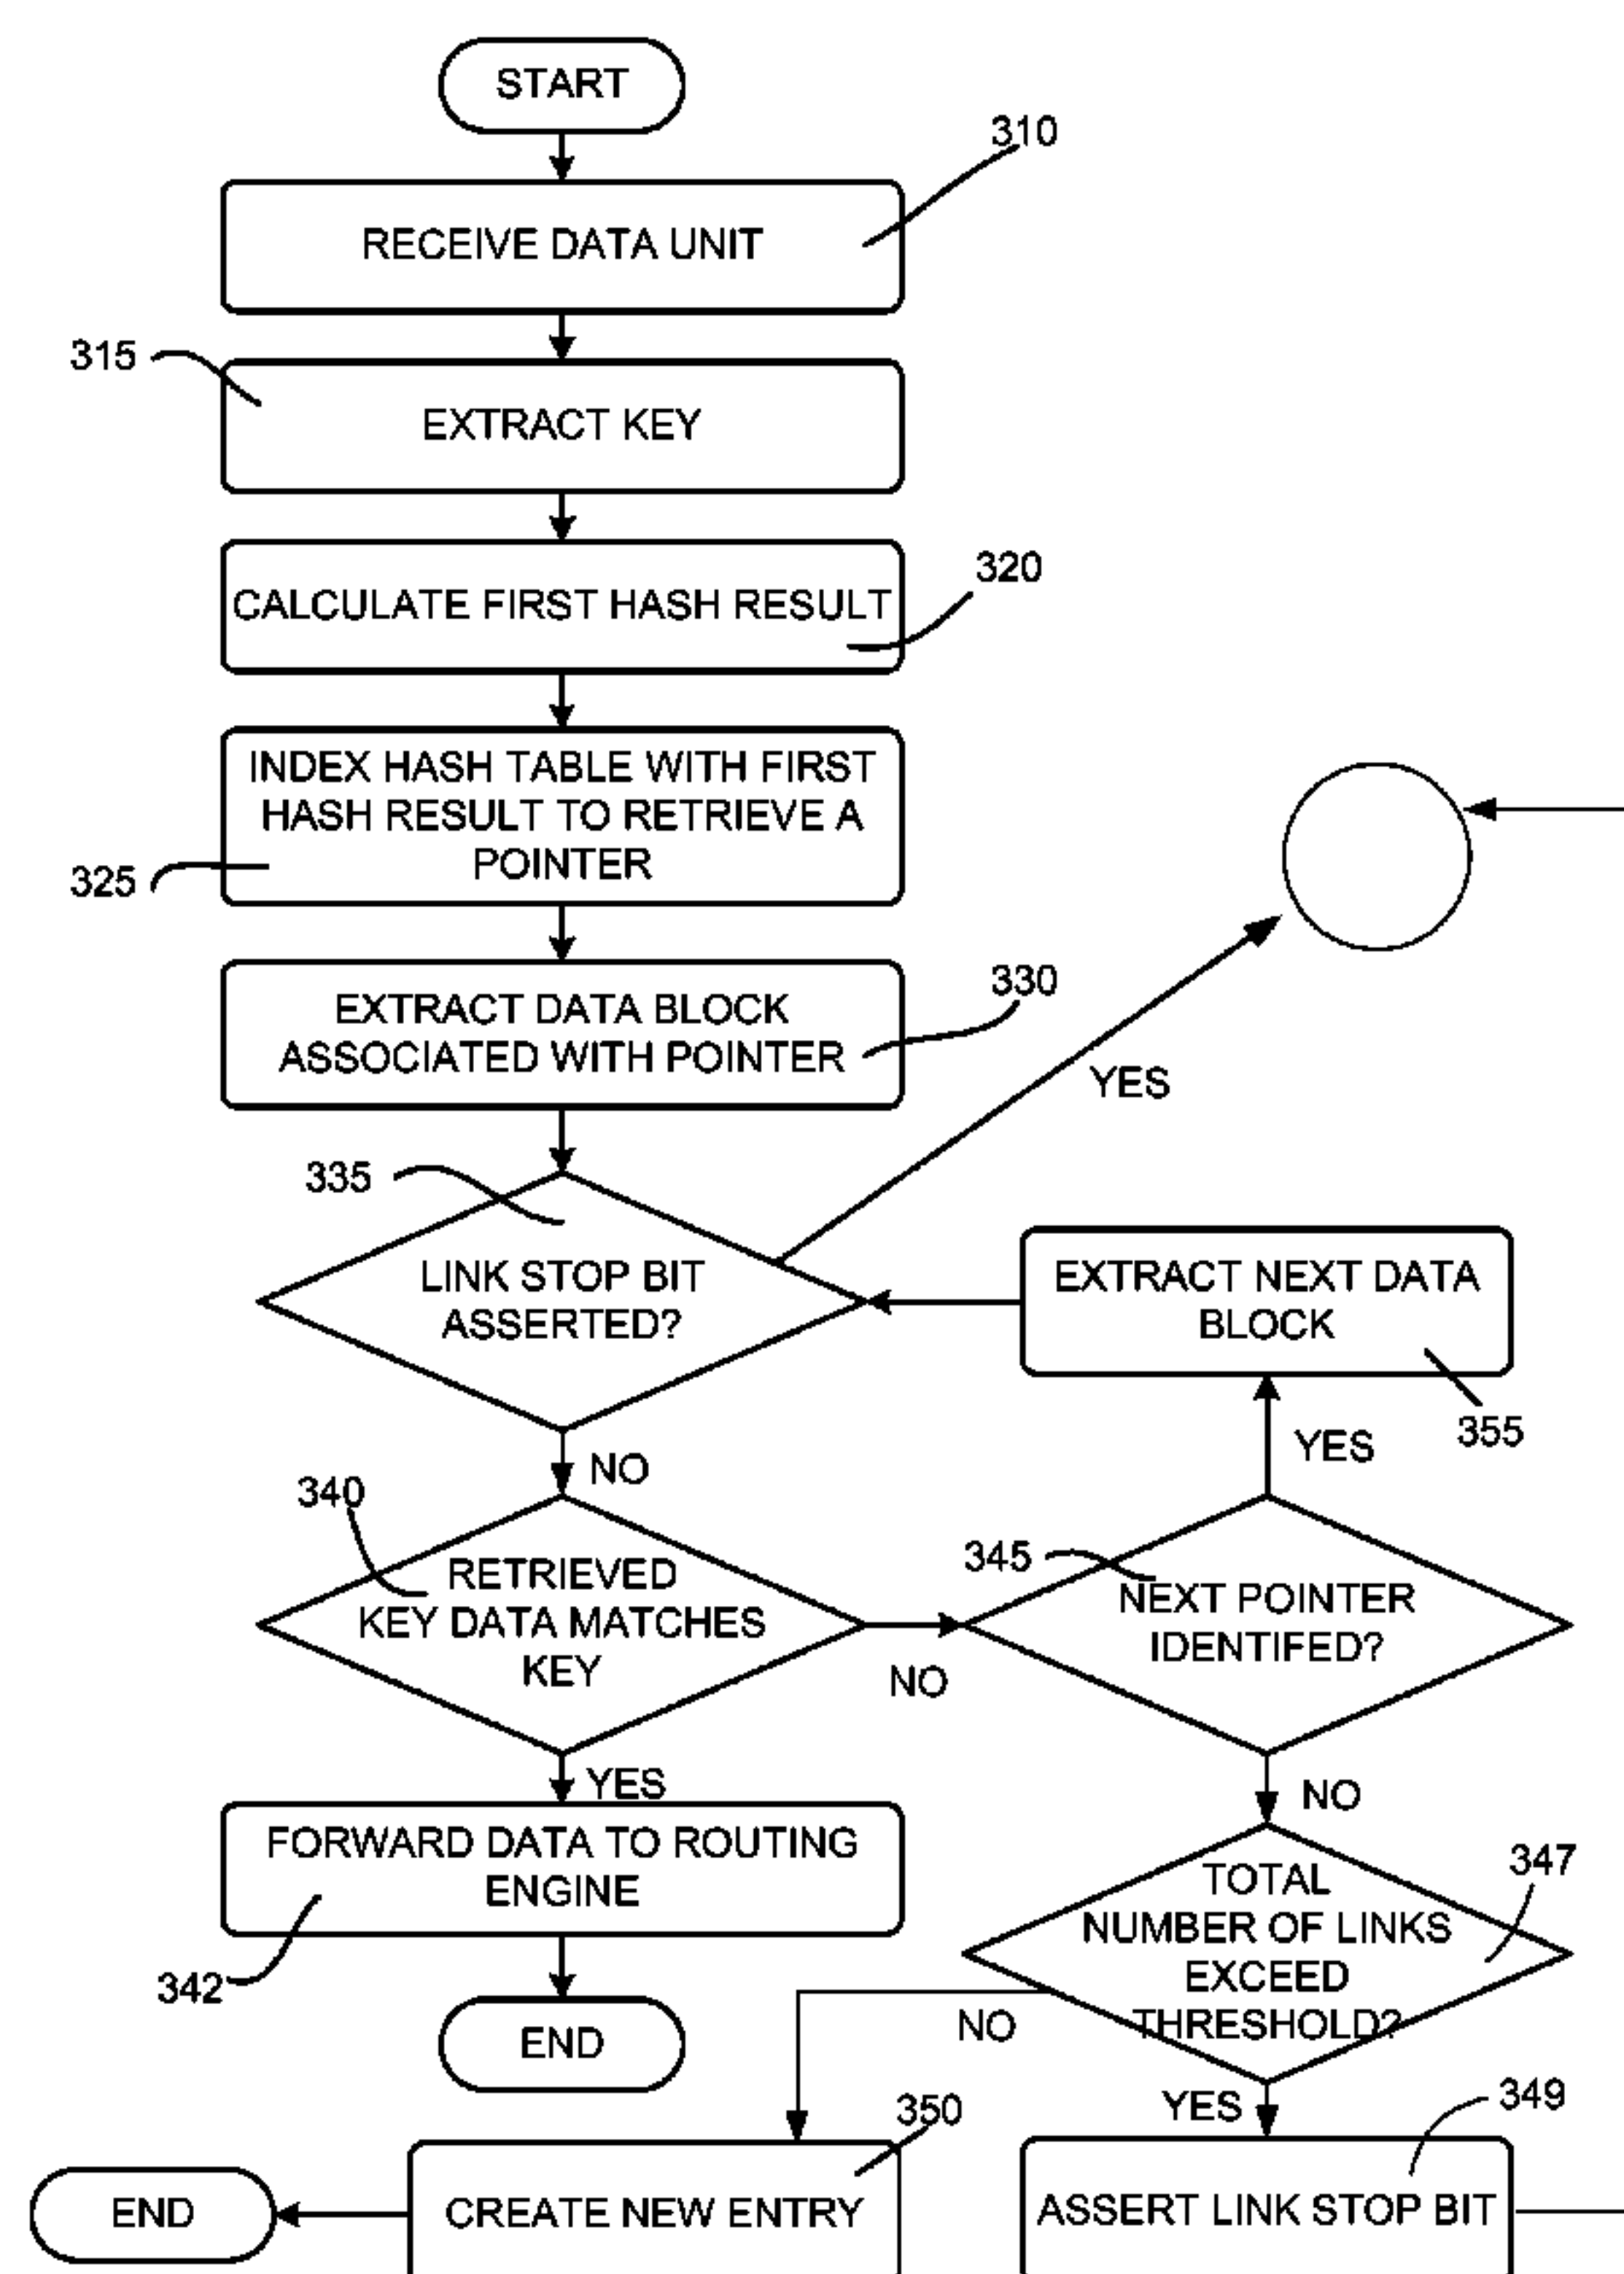 START
310
RECEIVE DATA UNIT
315
EXTRACT KEY
320
CALCULATE FIRST HASH RESULT
INDEX HASH TABLE WITH FIRST
HASH RESULT TO RETRIEVE A
POINTER
325
330
EXTRACT DATA BLOCK
ASSOCIATED WITH POINTER
YES
335
LINK STOP BIT
ASSERTED?
EXTRACT NEXT DATA
BLOCK
355
YES
NO
340
RETRIEVED
KEY DATA MATCHES
KEY
345
NEXT POINTER
IDENTIFED?
NO
YES
NO
FORWARD DATA TO ROUTING
ENGINE
342
347
TOTAL
NUMBER OF LINKS
EXCEED
THRESHOLD?
NO
END
YES
349
350
END
CREATE NEW ENTRY
ASSERT LINK STOP BIT